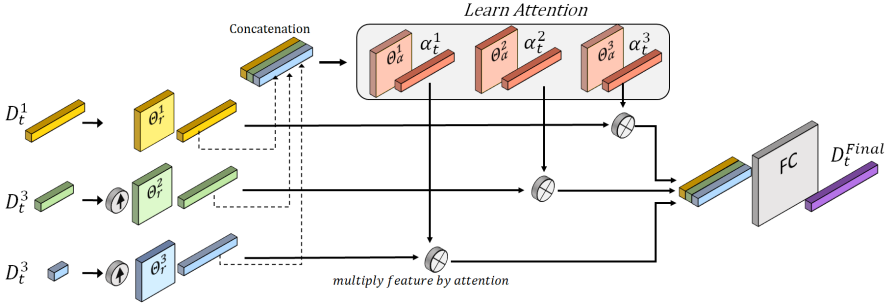 Learn Attention
Concatenation
Θ_α^1 α_t^1 Θ_α^2 α_t^2 Θ_α^3 α_t^3
D_t^1 Θ_r^1
D_t^3 Θ_r^2
FC D_t^Final
D_t^3 Θ_r^3
multiply feature by attention